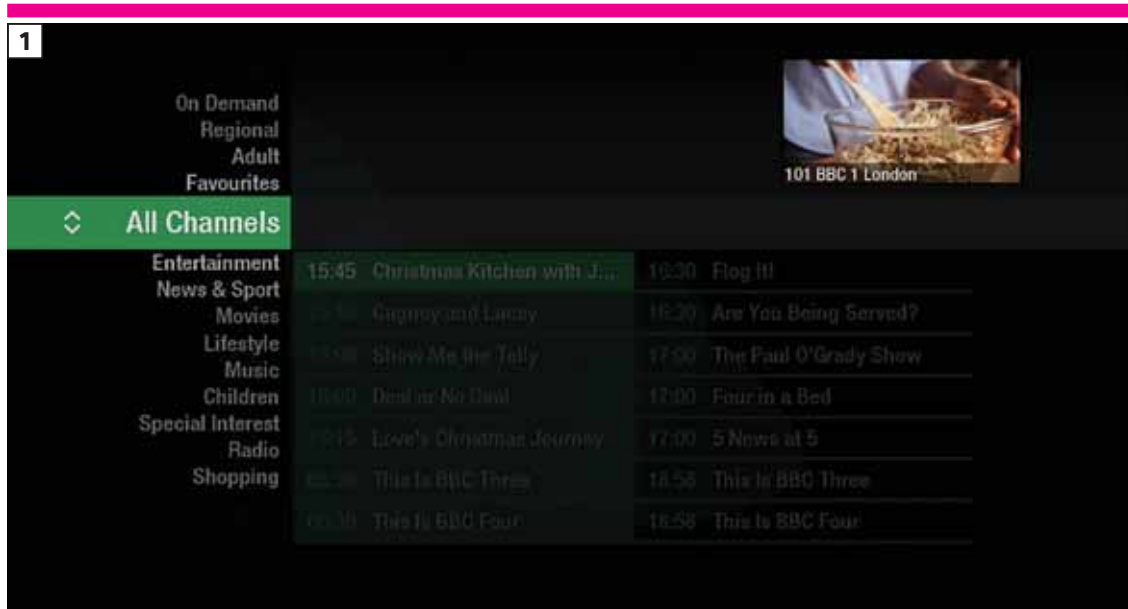 1
On Demand
Regional
Adult
Favourites
101 BBC 1 London
All Channels
Entertainment
News & Sport
Movies
Lifestyle
Music
Children
Special Interest
Radio
Shopping
15:45 Christmas Kitchen with J... 16:30 Flog It!
Cagney and Lacey 16:30 Are You Being Served?
Show Me the Telly 17:00 The Paul O'Grady Show
Deal or No Deal 17:00 Four in a Bed
Love's Christmas Journey 17:00 5 News at 5
This Is BBC Three 18:58 This Is BBC Three
This Is BBC Four 18:58 This Is BBC Four